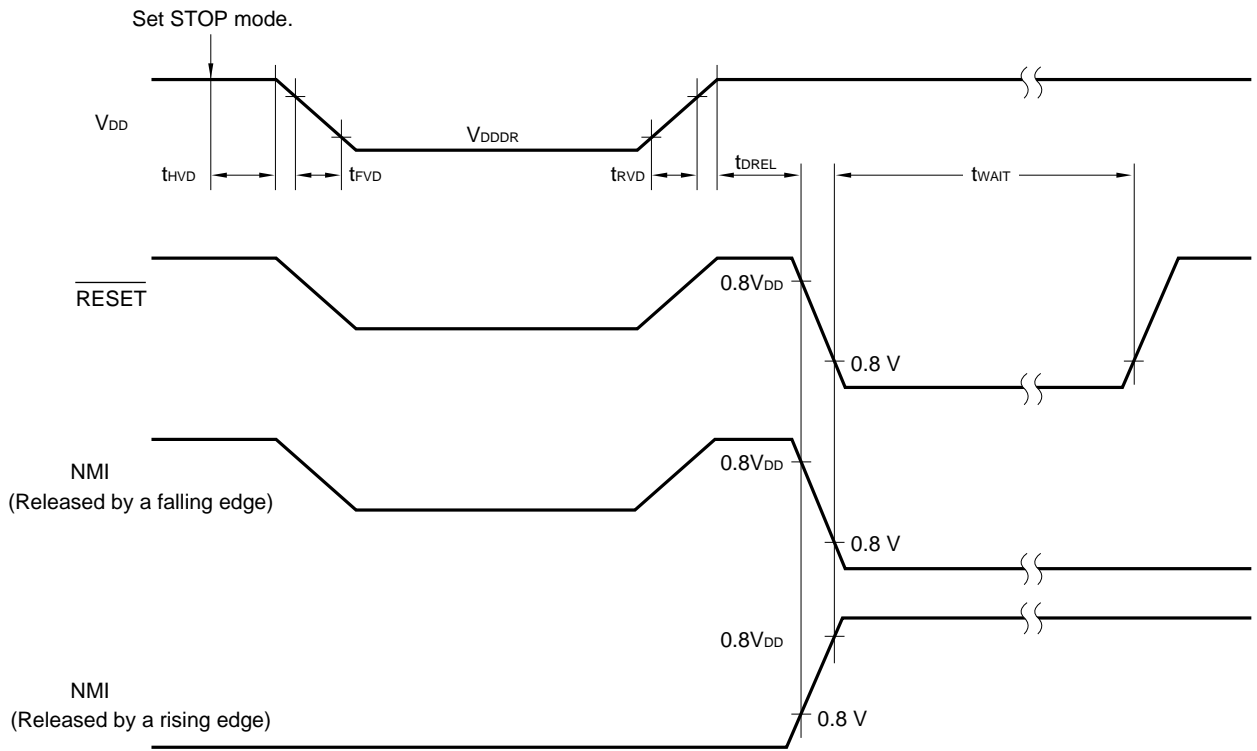 Set STOP mode.
VDD
VDDDR
tHVD
tFVD
tRVD
tDREL
tWAIT
RESET
0.8VDD
0.8 V
NMI
(Released by a falling edge)
0.8VDD
0.8 V
NMI
(Released by a rising edge)
0.8VDD
0.8 V